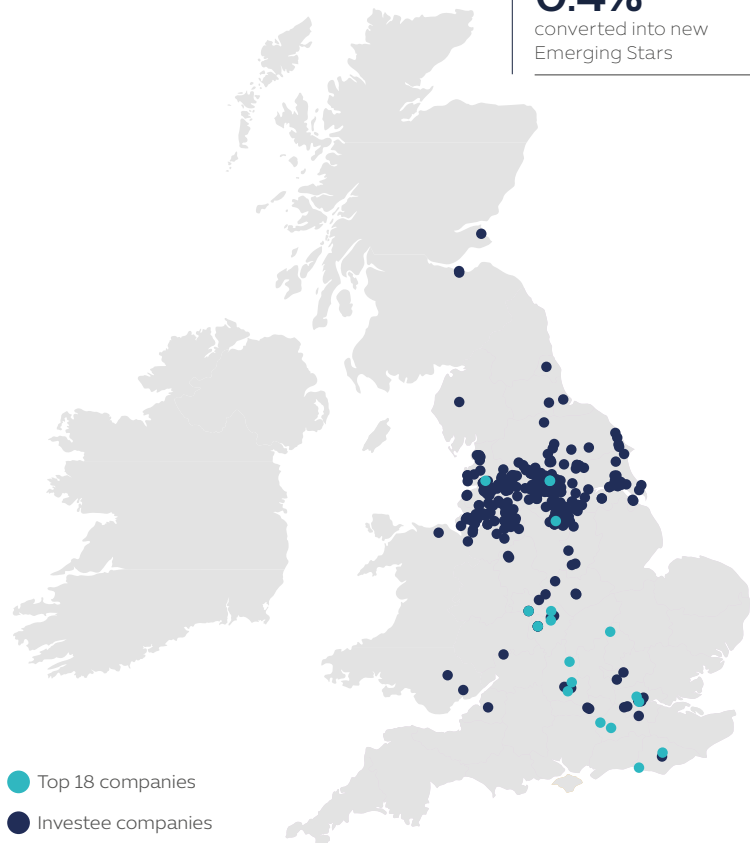 converted into new
Emerging Stars
Top 18 companies
Investee companies